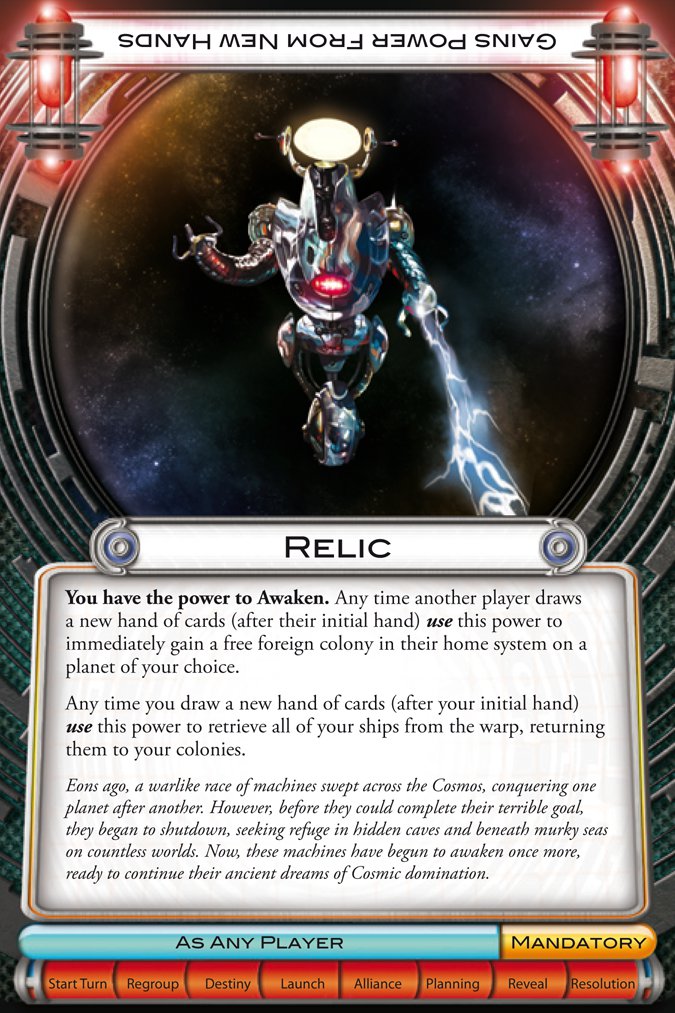 Gains Power From New Hands
Relic
You have the power to Awaken. Any time another player draws
a new hand of cards (after their initial hand) use this power to
immediately gain a free foreign colony in their home system on a
planet of your choice.
Any time you draw a new hand of cards (after your initial hand)
use this power to retrieve all of your ships from the warp, returning
them to your colonies.
Eons ago, a warlike race of machines swept across the Cosmos, conquering one
planet after another. However, before they could complete their terrible goal,
they began to shutdown, seeking refuge in hidden caves and beneath murky seas
on countless worlds. Now, these machines have begun to awaken once more,
ready to continue their ancient dreams of Cosmic domination.
As Any Player Mandatory
Start Turn Regroup Destiny Launch Alliance Planning Reveal Resolution